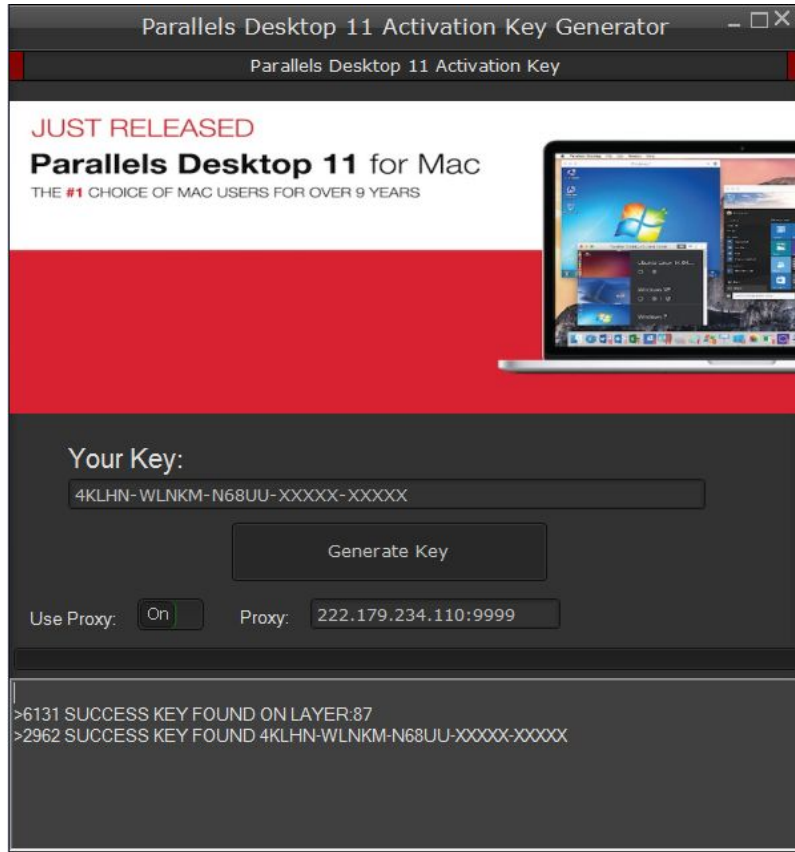 Parallels Desktop 11 Activation Key Generator
Parallels Desktop 11 Activation Key
JUST RELEASED
Parallels Desktop 11 for Mac
THE #1 CHOICE OF MAC USERS FOR OVER 9 YEARS
Your Key:
4KLHN-WLNKM-N68UU-XXXXX-XXXXX
Generate Key
Use Proxy: On Proxy: 222.179.234.110:9999
>6131 SUCCESS KEY FOUND ON LAYER:87
>2962 SUCCESS KEY FOUND 4KLHN-WLNKM-N68UU-XXXXX-XXXXX